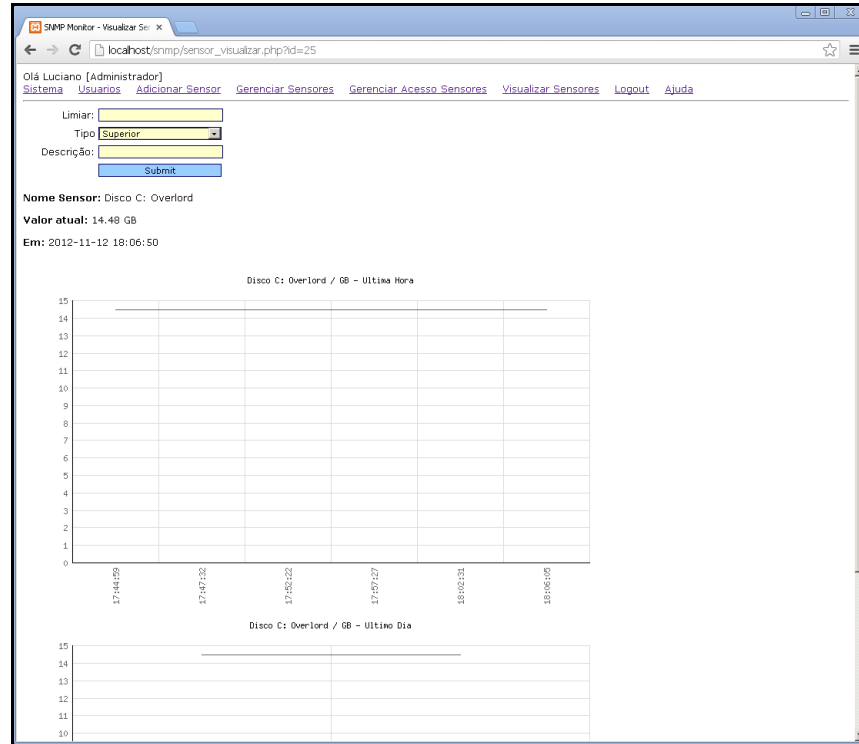 SNMP Monitor - Visualizar Se
localhost/snmp/sensor_visualizar.php?id=25
Olá Luciano [Administrador]
Sistema Usuarios Adicionar Sensor Gerenciar Sensores Gerenciar Acesso Sensores Visualizar Sensores Logout Ajuda
Limiar:
Tipo Superior
Descrição:
Submit
Nome Sensor: Disco C: Overlord
Valor atual: 14.48 GB
Em: 2012-11-12 18:06:50
Disco C: Overlord / GB - Ultima Hora
15
14
13
12
11
10
9
8
7
6
5
4
3
2
1
0
17:44:59
17:47:32
17:52:22
17:57:27
18:02:31
18:06:05
Disco C: Overlord / GB - Ultimo Dia
15
14
13
12
11
10